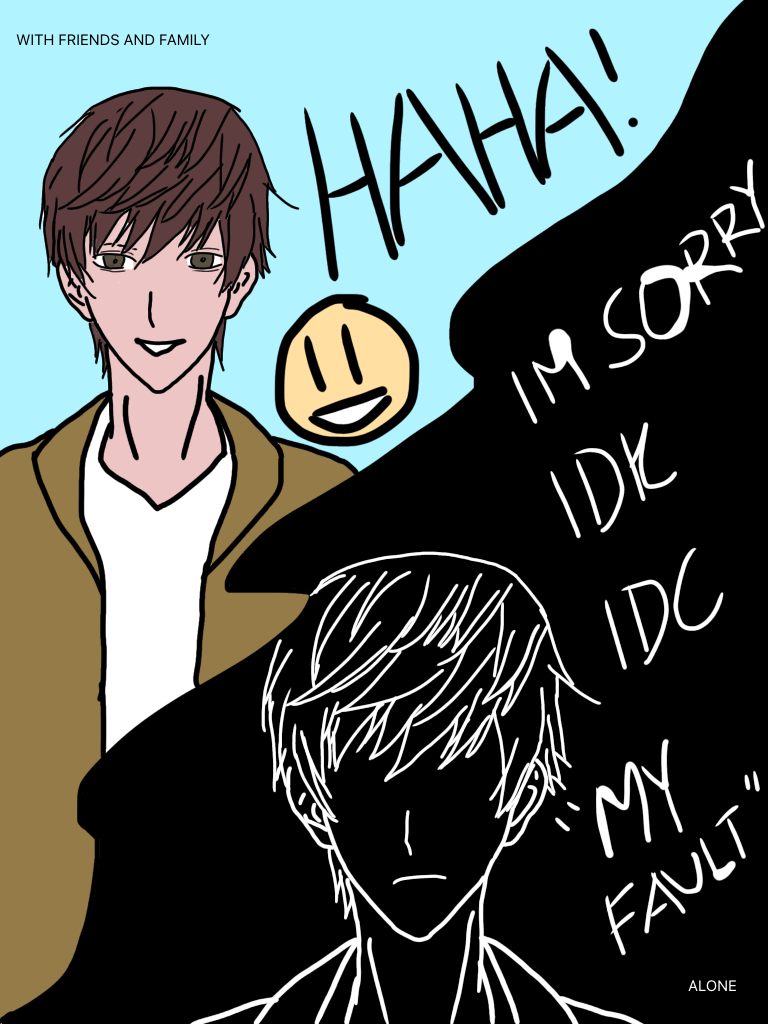 WITH FRIENDS AND FAMILY
HAHA!
IM SORRY
IDK
IDC
"MY
FAULT"
ALONE